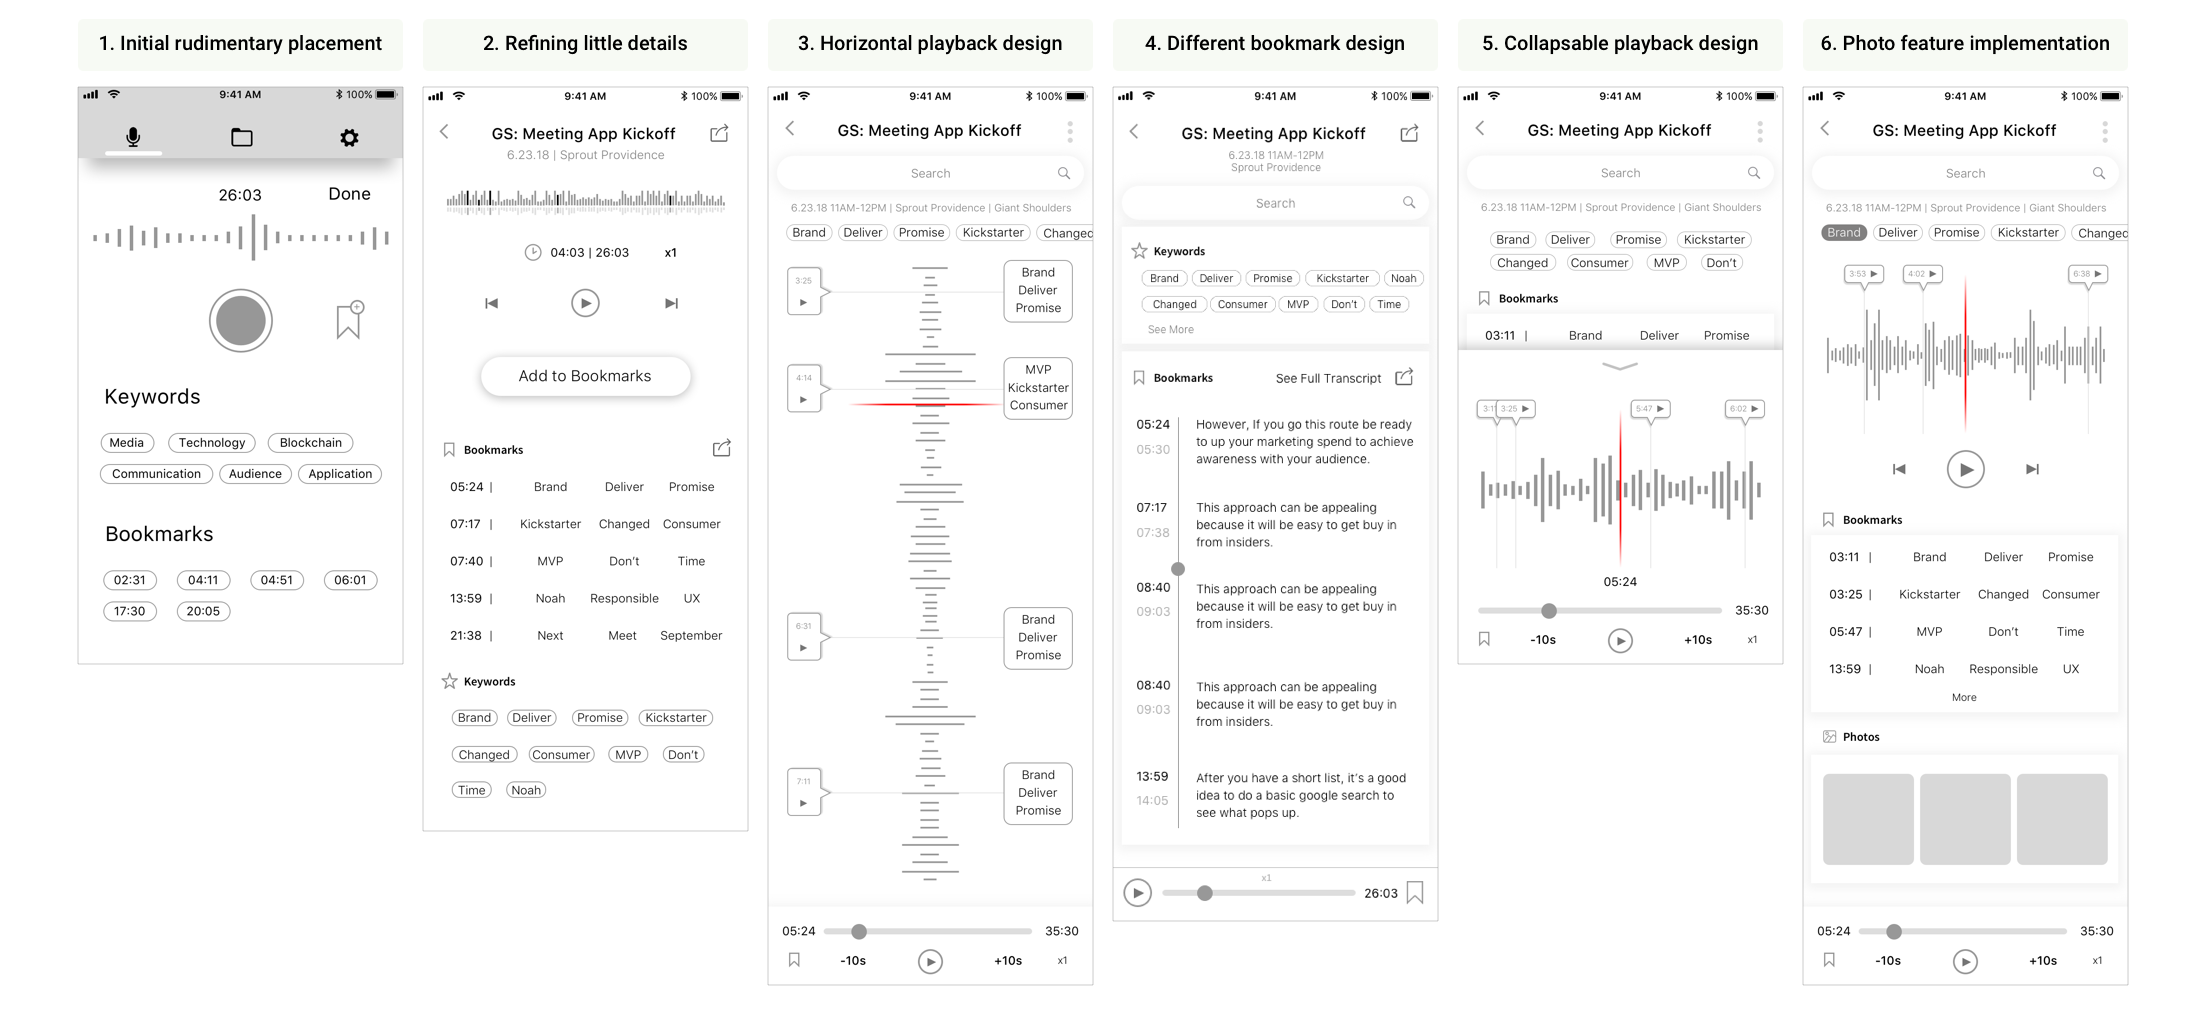 1. Initial rudimentary placement
9:41 AM
100%
26:03
Done
Keywords
Media Technology Blockchain
Communication Audience Application
Bookmarks
02:31 04:11 04:51 06:01
17:30 20:05
2. Refining little details
9:41 AM
100%
GS: Meeting App Kickoff
6.23.18 | Sprout Providence
04:03 | 26:03 x1
Add to Bookmarks
Bookmarks
05:24 | Brand Deliver Promise
07:17 | Kickstarter Changed Consumer
07:40 | MVP Don't Time
13:59 | Noah Responsible UX
21:38 | Next Meet September
Keywords
Brand Deliver Promise Kickstarter
Changed Consumer MVP Don't
Time Noah
3. Horizontal playback design
9:41 AM
100%
GS: Meeting App Kickoff
Search
6.23.18 11AM-12PM | Sprout Providence | Giant Shoulders
Brand Deliver Promise Kickstarter Changed
3:25
Brand
Deliver
Promise
4:14
MVP
Kickstarter
Consumer
6:31
Brand
Deliver
Promise
7:11
Brand
Deliver
Promise
05:24 35:30
-10s +10s x1
4. Different bookmark design
9:41 AM
100%
GS: Meeting App Kickoff
6.23.18 11AM-12PM
Sprout Providence
Search
Keywords
Brand Deliver Promise Kickstarter Noah
Changed Consumer MVP Don't Time
See More
Bookmarks See Full Transcript
05:24
05:30
However, If you go this route be ready
to up your marketing spend to achieve
awareness with your audience.
07:17
07:38
This approach can be appealing
because it will be easy to get buy in
from insiders.
08:40
09:03
This approach can be appealing
because it will be easy to get buy in
from insiders.
08:40
09:03
This approach can be appealing
because it will be easy to get buy in
from insiders.
13:59
14:05
After you have a short list, it's a good
idea to do a basic google search to
see what pops up.
x1
26:03
5. Collapsable playback design
9:41 AM
100%
GS: Meeting App Kickoff
Search
6.23.18 11AM-12PM | Sprout Providence | Giant Shoulders
Brand Deliver Promise Kickstarter
Changed Consumer MVP Don't
Bookmarks
03:11 | Brand Deliver Promise
3:11 3:25 5:47 6:02
05:24
35:30
-10s +10s x1
6. Photo feature implementation
9:41 AM
100%
GS: Meeting App Kickoff
Search
6.23.18 11AM-12PM | Sprout Providence | Giant Shoulders
Brand Deliver Promise Kickstarter Changed
3:53 4:02 6:38
Bookmarks
03:11 | Brand Deliver Promise
03:25 | Kickstarter Changed Consumer
05:47 | MVP Don't Time
13:59 | Noah Responsible UX
More
Photos
05:24 35:30
-10s +10s x1